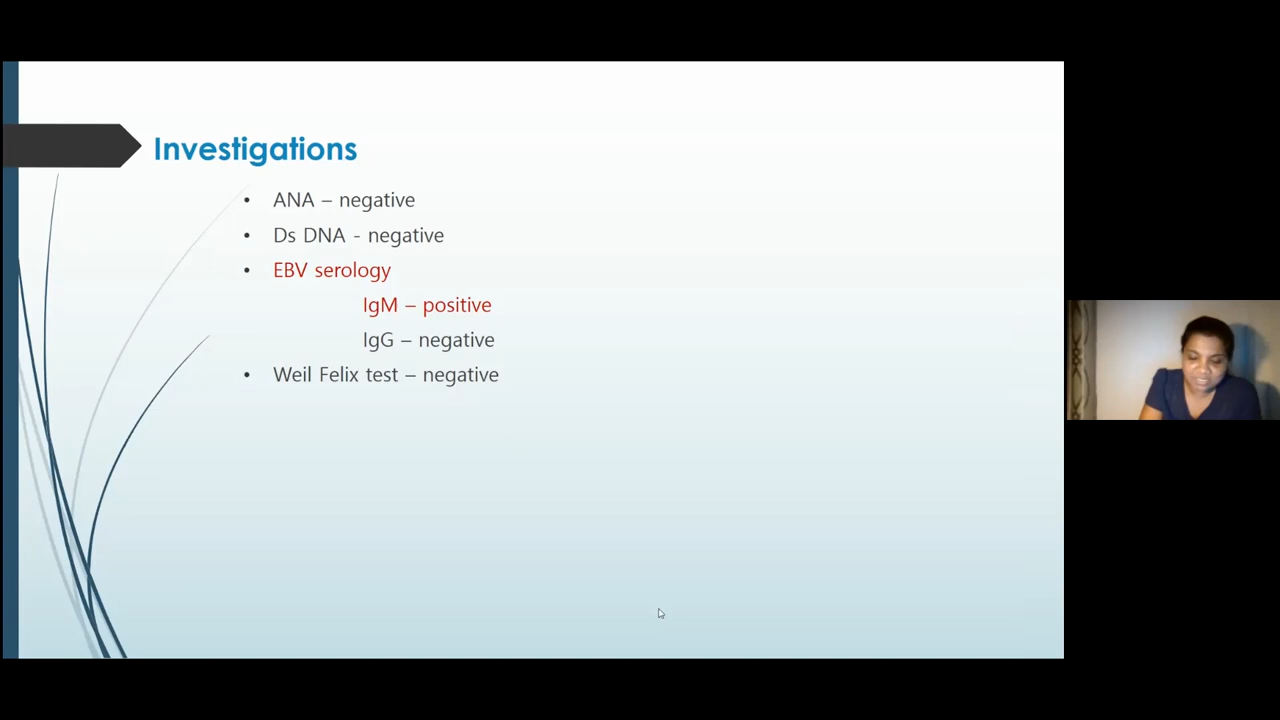 Investigations
• ANA – negative
• Ds DNA - negative
• EBV serology
IgM – positive
IgG – negative
• Weil Felix test – negative